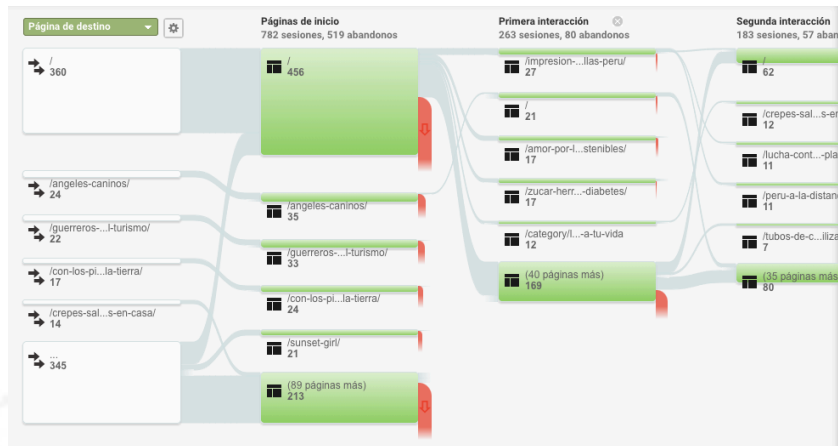 Página de destino
/
360
/angeles-caninos/
24
/guerreros-...l-turismo/
22
/con-los-pi...la-tierra/
17
/crepes-sal...s-en-casa/
14
...
345
Páginas de inicio
782 sesiones, 519 abandonos
/
456
/angeles-caninos/
35
/guerreros-...l-turismo/
33
/con-los-pi...la-tierra/
24
/sunset-girl/
21
(89 páginas más)
213
Primera interacción
263 sesiones, 80 abandonos
/impresion-...llas-peru/
27
/
21
/amor-por-l...stenibles/
17
/zucar-herr...-diabetes/
17
/category/l...-a-tu-vida
12
(40 páginas más)
169
Segunda interacción
183 sesiones, 57 aban
/
62
/crepes-sal...s-en
12
/lucha-cont...-pla
11
/peru-a-la-distan
11
/tubos-de-c...iliza
7
(35 páginas más
80